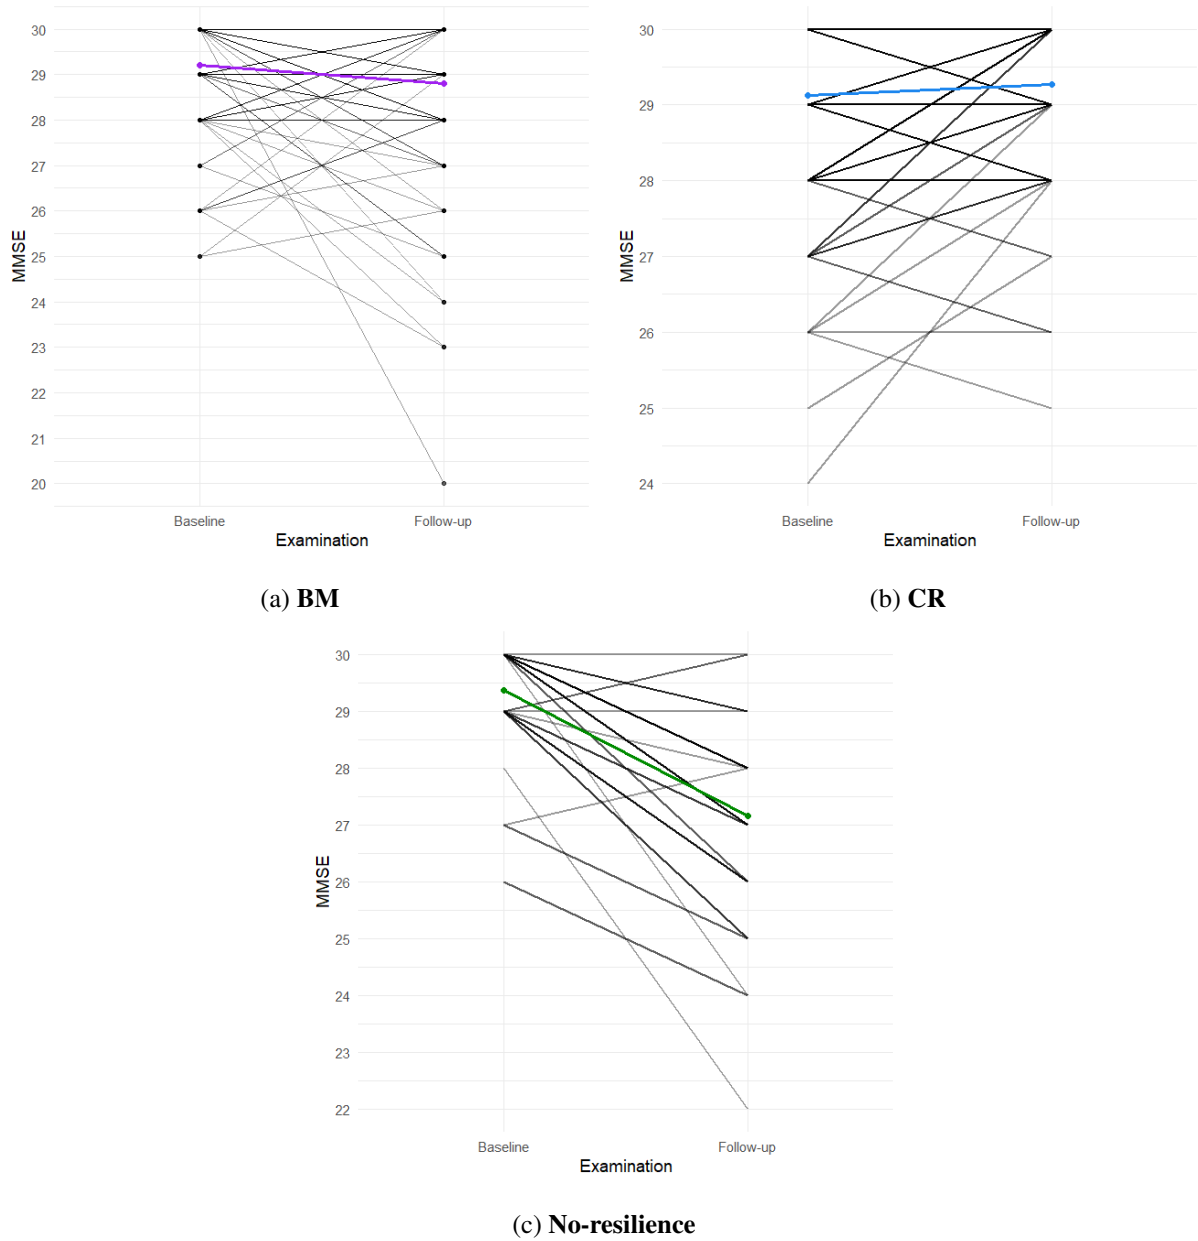 30
29
28
27
26
25
24
23
22
21
20
MMSE
Baseline
Follow-up
Examination
(a) BM
30
29
28
27
26
25
24
MMSE
Baseline
Follow-up
Examination
(b) CR
30
29
28
27
26
25
24
23
22
MMSE
Baseline
Follow-up
Examination
(c) No-resilience